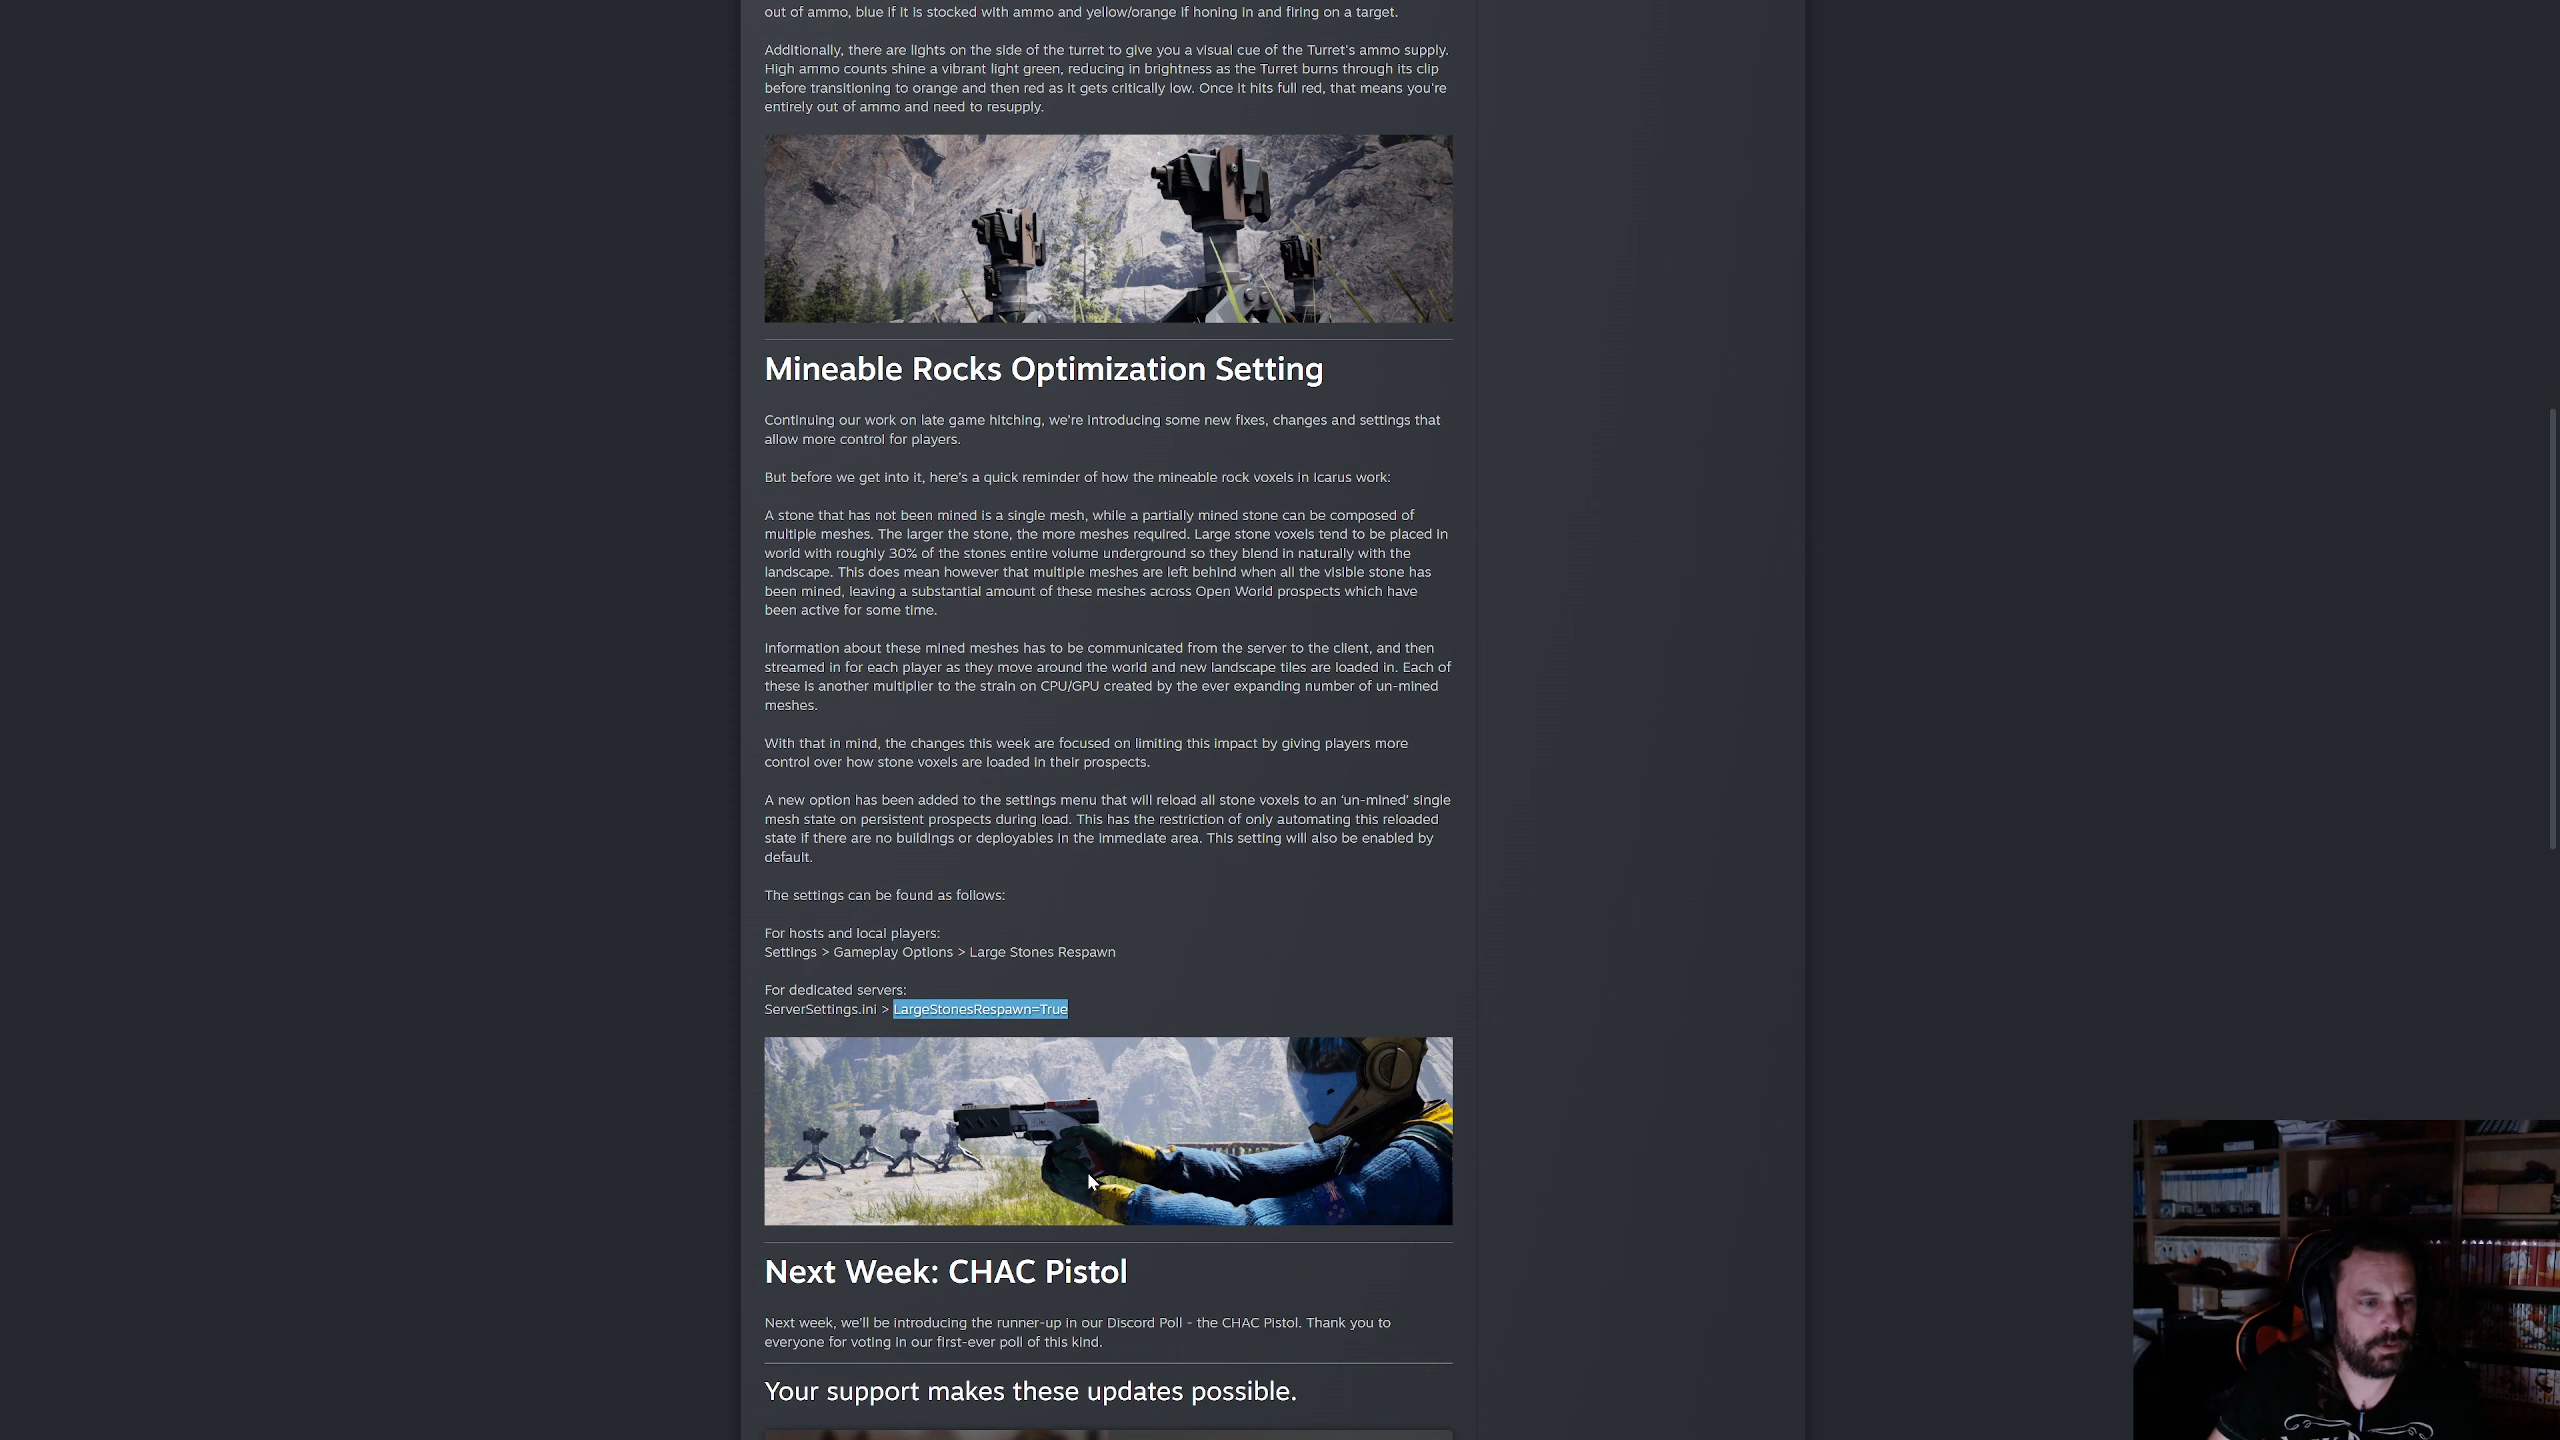 out of ammo, blue if it is stocked with ammo and yellow/orange if honing in and firing on a target.
Additionally, there are lights on the side of the turret to give you a visual cue of the Turret's ammo supply.
High ammo counts shine a vibrant light green, reducing in brightness as the Turret burns through its clip
before transitioning to orange and then red as it gets critically low. Once it hits full red, that means you're
entirely out of ammo and need to resupply.
Mineable Rocks Optimization Setting
Continuing our work on late game hitching, we're introducing some new fixes, changes and settings that
allow more control for players.
But before we get into it, here's a quick reminder of how the mineable rock voxels in Icarus work:
A stone that has not been mined is a single mesh, while a partially mined stone can be composed of
multiple meshes. The larger the stone, the more meshes required. Large stone voxels tend to be placed in
world with roughly 30% of the stones entire volume underground so they blend in naturally with the
landscape. This does mean however that multiple meshes are left behind when all the visible stone has
been mined, leaving a substantial amount of these meshes across Open World prospects which have
been active for some time.
Information about these mined meshes has to be communicated from the server to the client, and then
streamed in for each player as they move around the world and new landscape tiles are loaded in. Each of
these is another multiplier to the strain on CPU/GPU created by the ever expanding number of un-mined
meshes.
With that in mind, the changes this week are focused on limiting this impact by giving players more
control over how stone voxels are loaded in their prospects.
A new option has been added to the settings menu that will reload all stone voxels to an 'un-mined' single
mesh state on persistent prospects during load. This has the restriction of only automating this reloaded
state if there are no buildings or deployables in the immediate area. This setting will also be enabled by
default.
The settings can be found as follows:
For hosts and local players:
Settings > Gameplay Options > Large Stones Respawn
For dedicated servers:
ServerSettings.ini > LargeStonesRespawn=True
Next Week: CHAC Pistol
Next week, we'll be introducing the runner-up in our Discord Poll - the CHAC Pistol. Thank you to
everyone for voting in our first-ever poll of this kind.
Your support makes these updates possible.